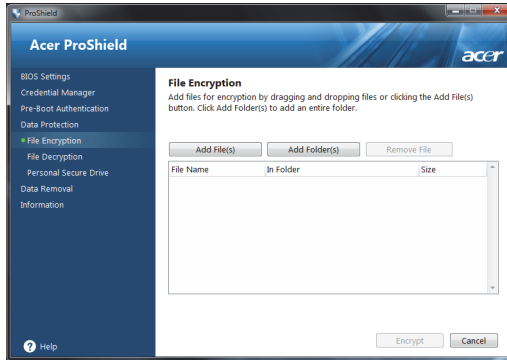 ProShield
Acer ProShield
acer
BIOS Settings
Credential Manager
Pre-Boot Authentication
Data Protection
File Encryption
File Decryption
Personal Secure Drive
Data Removal
Information
Help
File Encryption
Add files for encryption by dragging and dropping files or clicking the Add File(s)
button. Click Add Folder(s) to add an entire folder.
Add File(s) Add Folder(s) Remove File
File Name In Folder Size
Encrypt Cancel